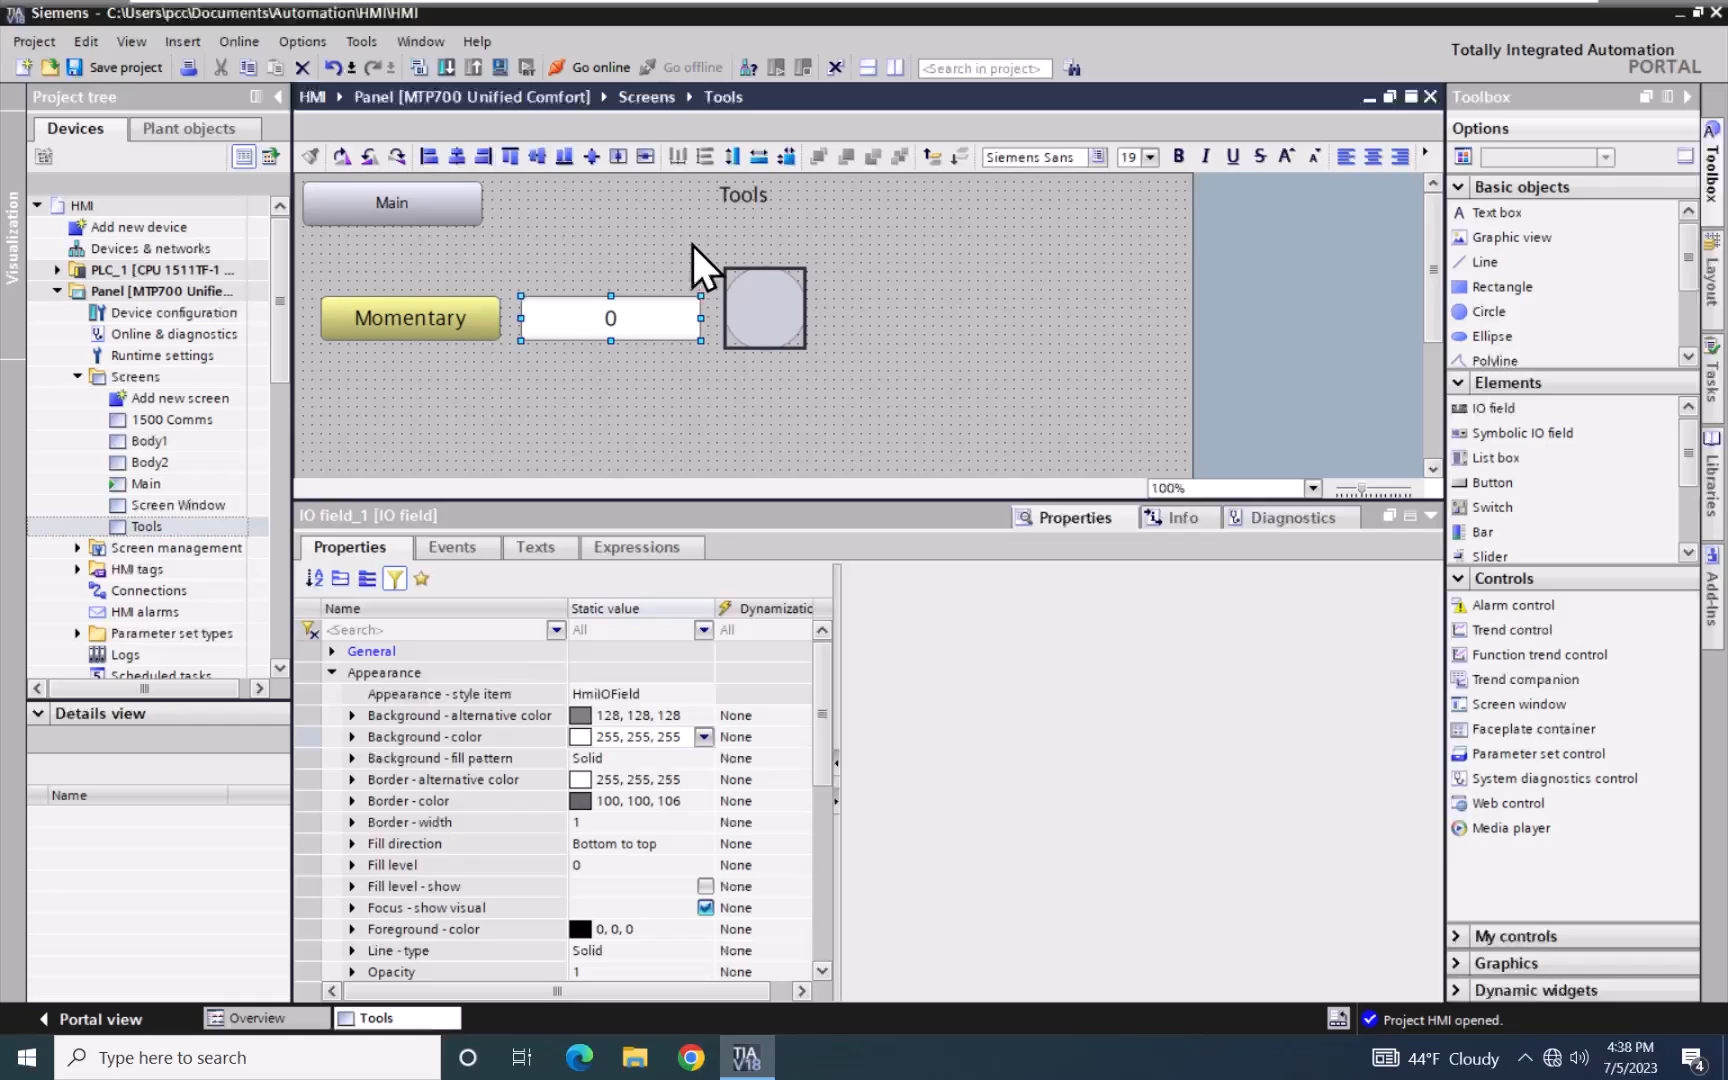 Siemens - C:\Users\pcc\Documents\Automation\HMI\HMI
Project Edit View Insert Online Options Tools Window Help
Totally Integrated Automation
PORTAL
Save project
Go online
Go offline
<Search in project>
Project tree
HMI Panel [MTP700 Unified Comfort] Screens Tools
Toolbox
Devices
Plant objects
Options
Siemens Sans
19
B I U S
Visualization
HMI
Add new device
Devices & networks
PLC_1 [CPU 1511TF-1 ...
Panel [MTP700 Unifie...
Device configuration
Online & diagnostics
Runtime settings
Screens
Add new screen
1500 Comms
Body1
Body2
Main
Screen Window
Tools
Screen management
HMI tags
Connections
HMI alarms
Parameter set types
Logs
Scheduled tasks
Details view
Name
Main
Tools
Momentary
0
100%
IO field_1 [IO field]
Properties
Info
Diagnostics
Properties
Events
Texts
Expressions
Name
Static value
Dynamizatio
<Search>
All
All
General
Appearance
Appearance - style item HmiIOField
Background - alternative color 128, 128, 128 None
Background - color 255, 255, 255 None
Background - fill pattern Solid None
Border - alternative color 255, 255, 255 None
Border - color 100, 100, 106 None
Border - width 1 None
Fill direction Bottom to top None
Fill level 0 None
Fill level - show None
Focus - show visual None
Foreground - color 0, 0, 0 None
Line - type Solid None
Opacity 1 None
Basic objects
Text box
Graphic view
Line
Rectangle
Circle
Ellipse
Polyline
Elements
IO field
Symbolic IO field
List box
Button
Switch
Bar
Slider
Controls
Alarm control
Trend control
Function trend control
Trend companion
Screen window
Faceplate container
Parameter set control
System diagnostics control
Web control
Media player
My controls
Graphics
Dynamic widgets
Toolbox
Layout
Tasks
Libraries
Add-Ins
Portal view
Overview
Tools
Project HMI opened.
Type here to search
TIA
V18
44°F Cloudy
4:38 PM
7/5/2023
4